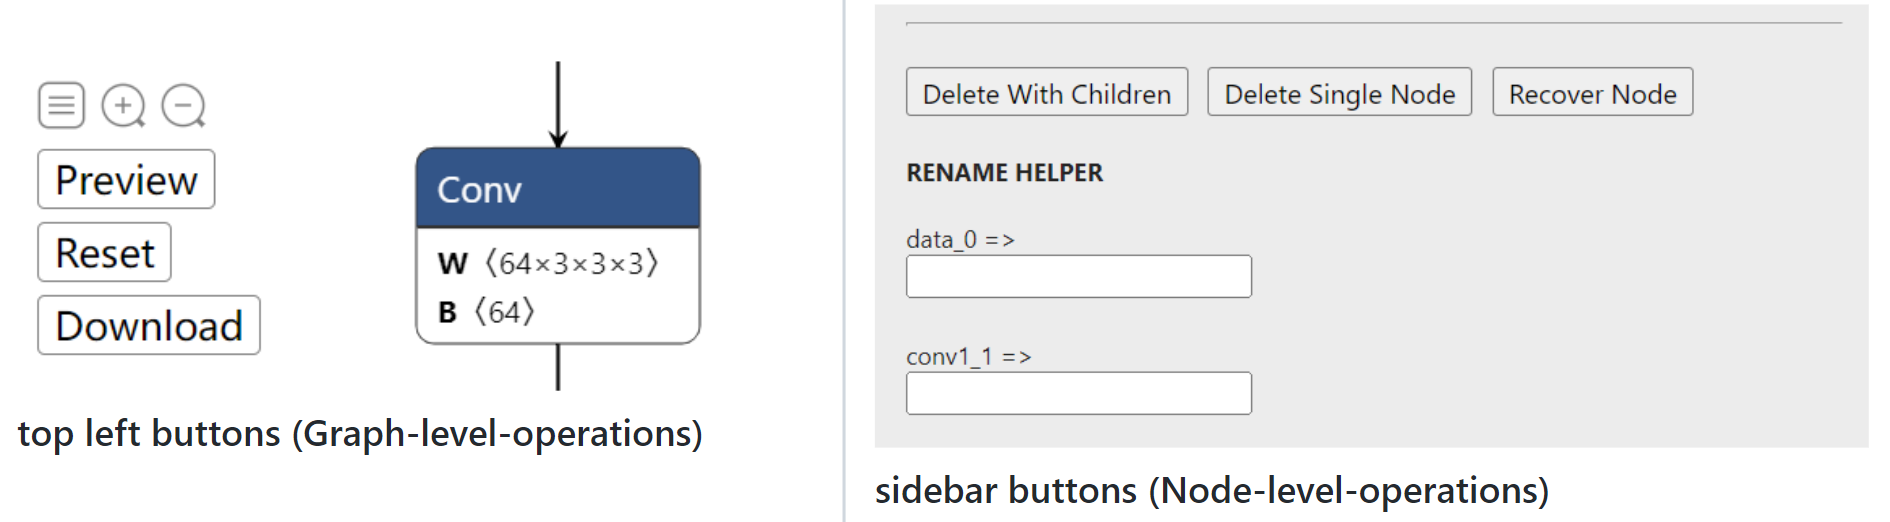 Preview
Reset
Download
Conv
W 〈64×3×3×3〉
B 〈64〉
top left buttons (Graph-level-operations)
Delete With Children
Delete Single Node
Recover Node
RENAME HELPER
data_0 =>
conv1_1 =>
sidebar buttons (Node-level-operations)